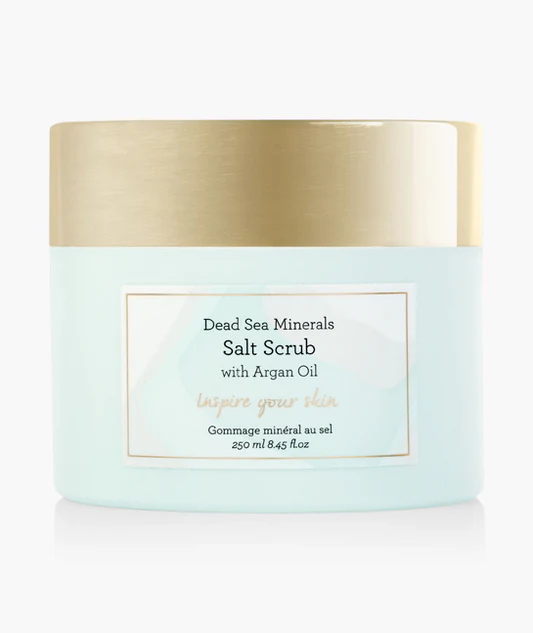 Dead Sea Minerals
Salt Scrub
with Argan Oil
Inspire your skin
Gommage minéral au sel
250 ml 8.45 fl.oz